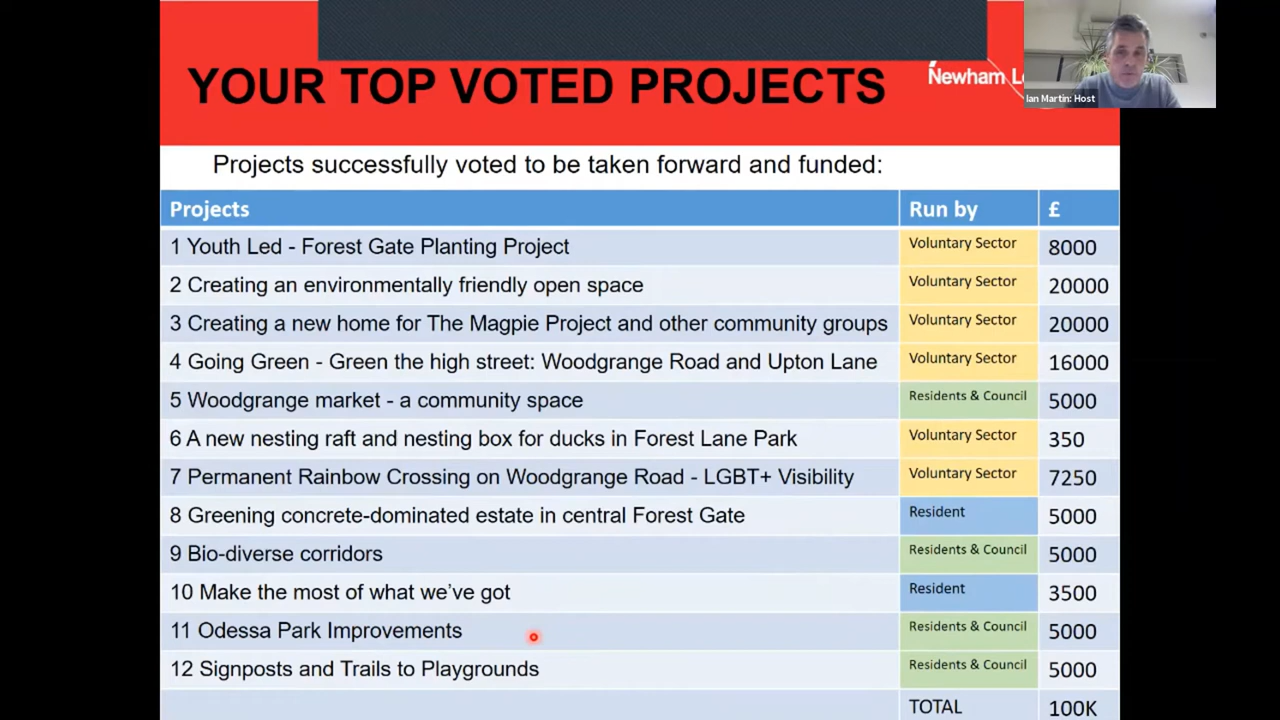 YOUR TOP VOTED PROJECTS
Newham
Ian Martin: Host
Projects successfully voted to be taken forward and funded:
Projects Run by £
1 Youth Led - Forest Gate Planting Project Voluntary Sector 8000
2 Creating an environmentally friendly open space Voluntary Sector 20000
3 Creating a new home for The Magpie Project and other community groups Voluntary Sector 20000
4 Going Green - Green the high street: Woodgrange Road and Upton Lane Voluntary Sector 16000
5 Woodgrange market - a community space Residents & Council 5000
6 A new nesting raft and nesting box for ducks in Forest Lane Park Voluntary Sector 350
7 Permanent Rainbow Crossing on Woodgrange Road - LGBT+ Visibility Voluntary Sector 7250
8 Greening concrete-dominated estate in central Forest Gate Resident 5000
9 Bio-diverse corridors Residents & Council 5000
10 Make the most of what we've got Resident 3500
11 Odessa Park Improvements Residents & Council 5000
12 Signposts and Trails to Playgrounds Residents & Council 5000
TOTAL 100K